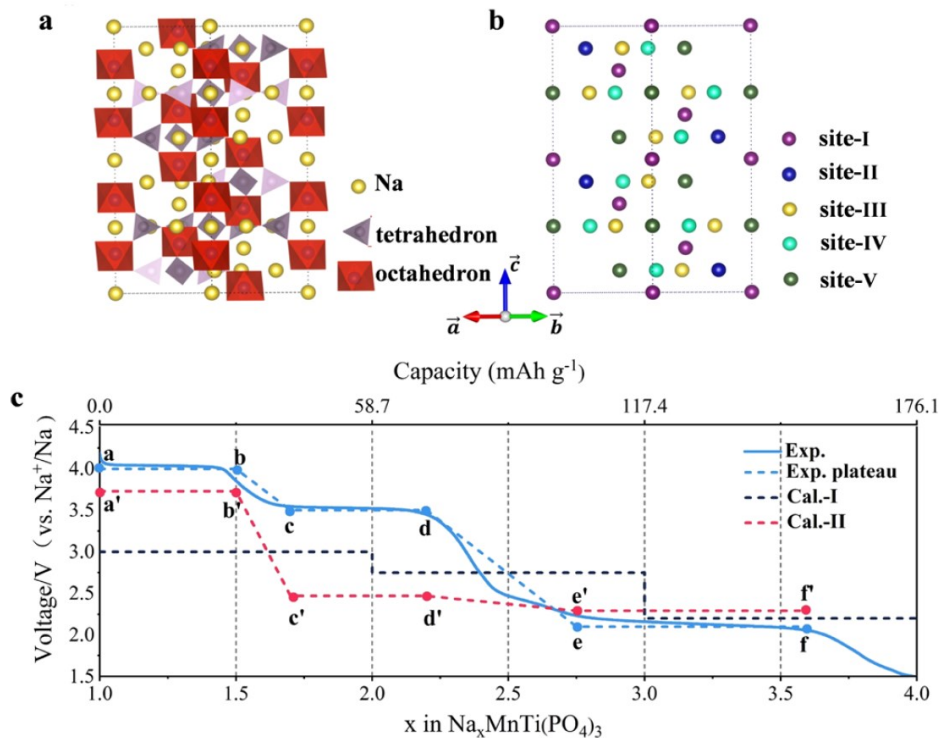 a
b
Na
tetrahedron
octahedron
site-I
site-II
site-III
site-IV
site-V
c
a
b
Capacity (mAh g⁻¹)
c
0.0 58.7 117.4 176.1
Voltage/V（vs. Na⁺/Na）
4.5
4.0
3.5
3.0
2.5
2.0
1.5
a
b
c
d
e
f
a'
b'
c'
d'
e'
f'
Exp.
Exp. plateau
Cal.-I
Cal.-II
1.0 1.5 2.0 2.5 3.0 3.5 4.0
x in NaₓMnTi(PO₄)₃